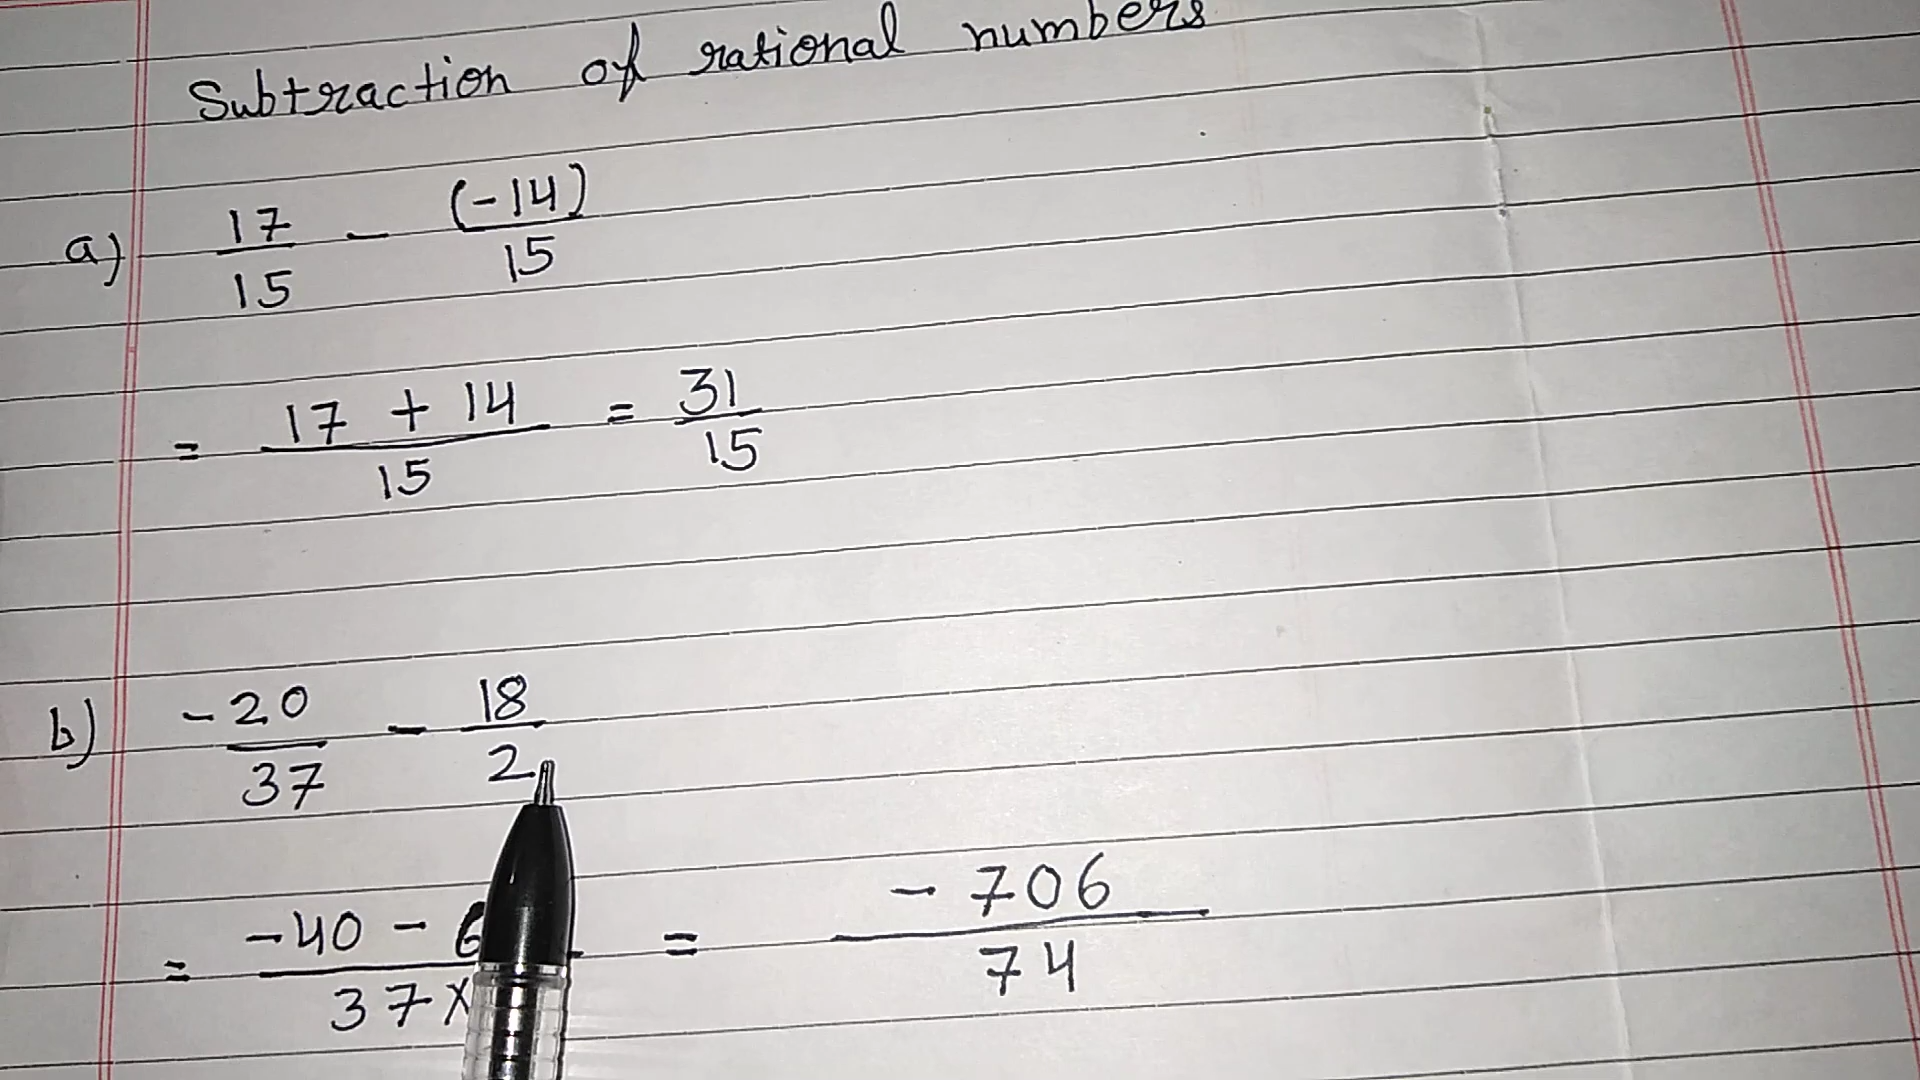 Subtraction of rational numbers
a) 17/15 - (-14)/15
= 17 + 14/15 = 31/15
b) -20/37 - 18/2
= -40 - 6 /37× = -706/74